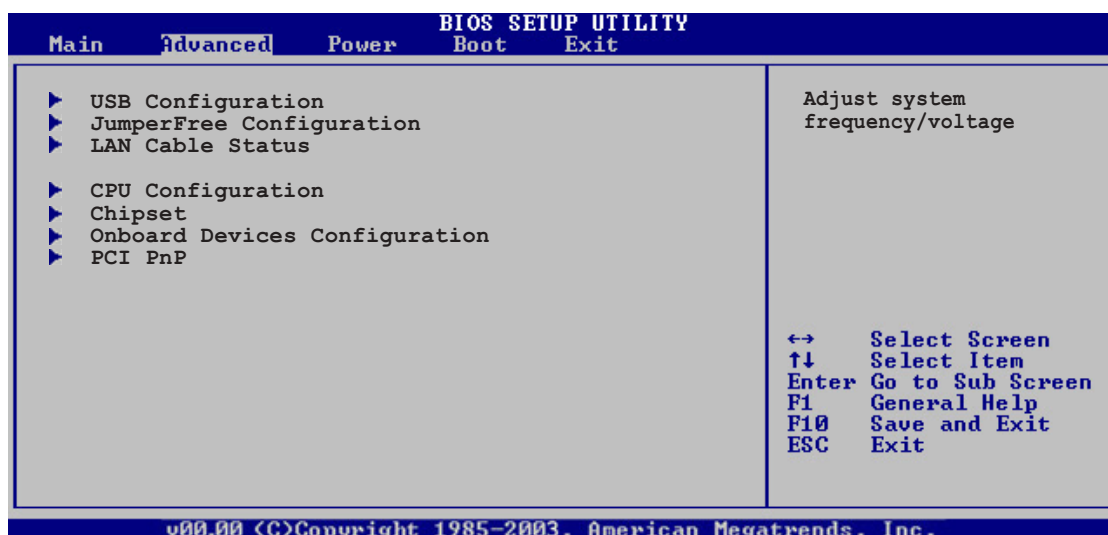 BIOS SETUP UTILITY
Main Advanced Power Boot Exit
USB Configuration
JumperFree Configuration
LAN Cable Status
CPU Configuration
Chipset
Onboard Devices Configuration
PCI PnP
Adjust system
frequency/voltage
←→ Select Screen
↑↓ Select Item
Enter Go to Sub Screen
F1 General Help
F10 Save and Exit
ESC Exit
v00.00 (C)Copyright 1985-2003, American Megatrends, Inc.